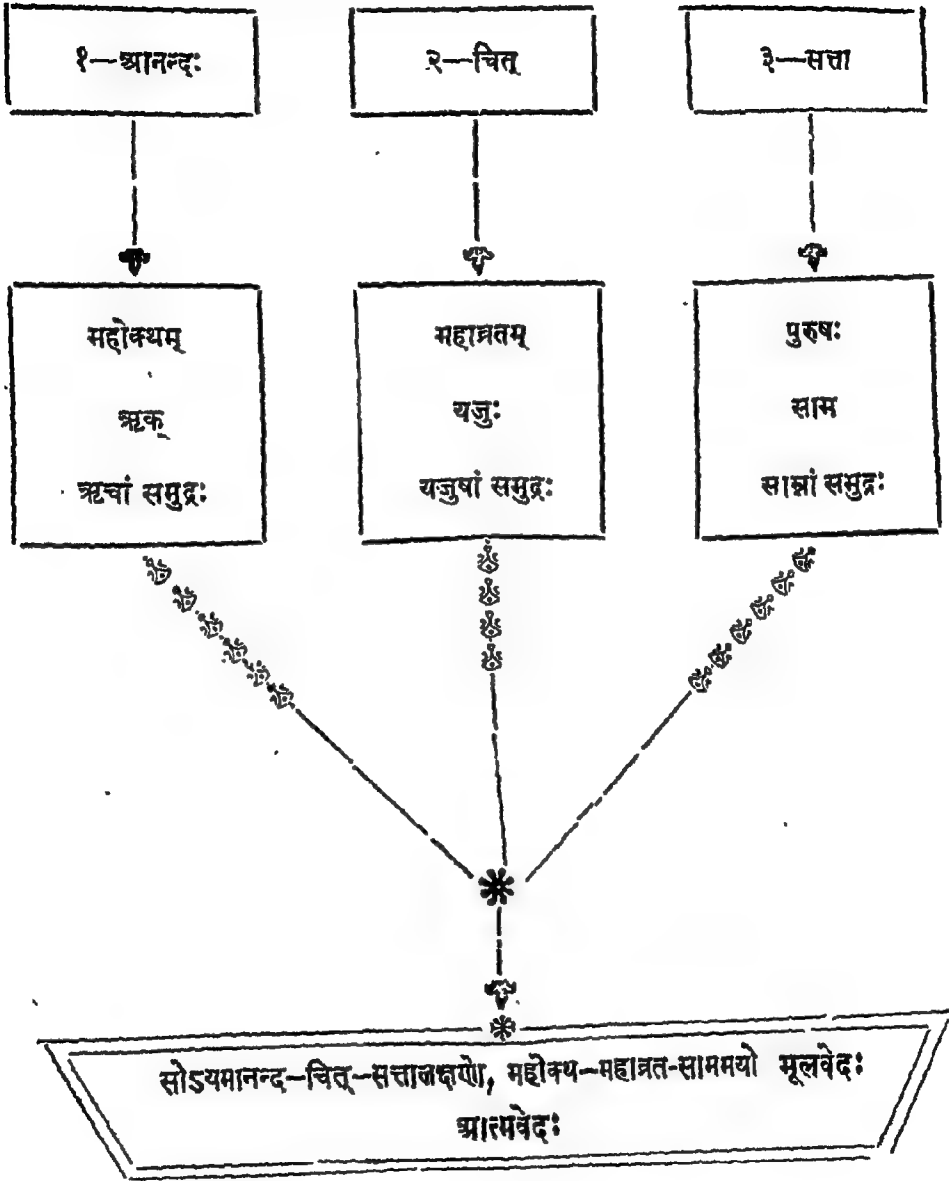 १—आनन्दः
२—चित्
३—सत्ता
महोक्थम्
ऋक्
ऋचां समुद्रः
महाव्रतम्
यजुः
यजुषां समुद्रः
पुरुषः
साम
साम्नां समुद्रः
सोऽयमानन्द-चित्-सत्तालक्षणो, महोक्थ-महाव्रत-साममयो मूलवेदः
आत्मवेदः